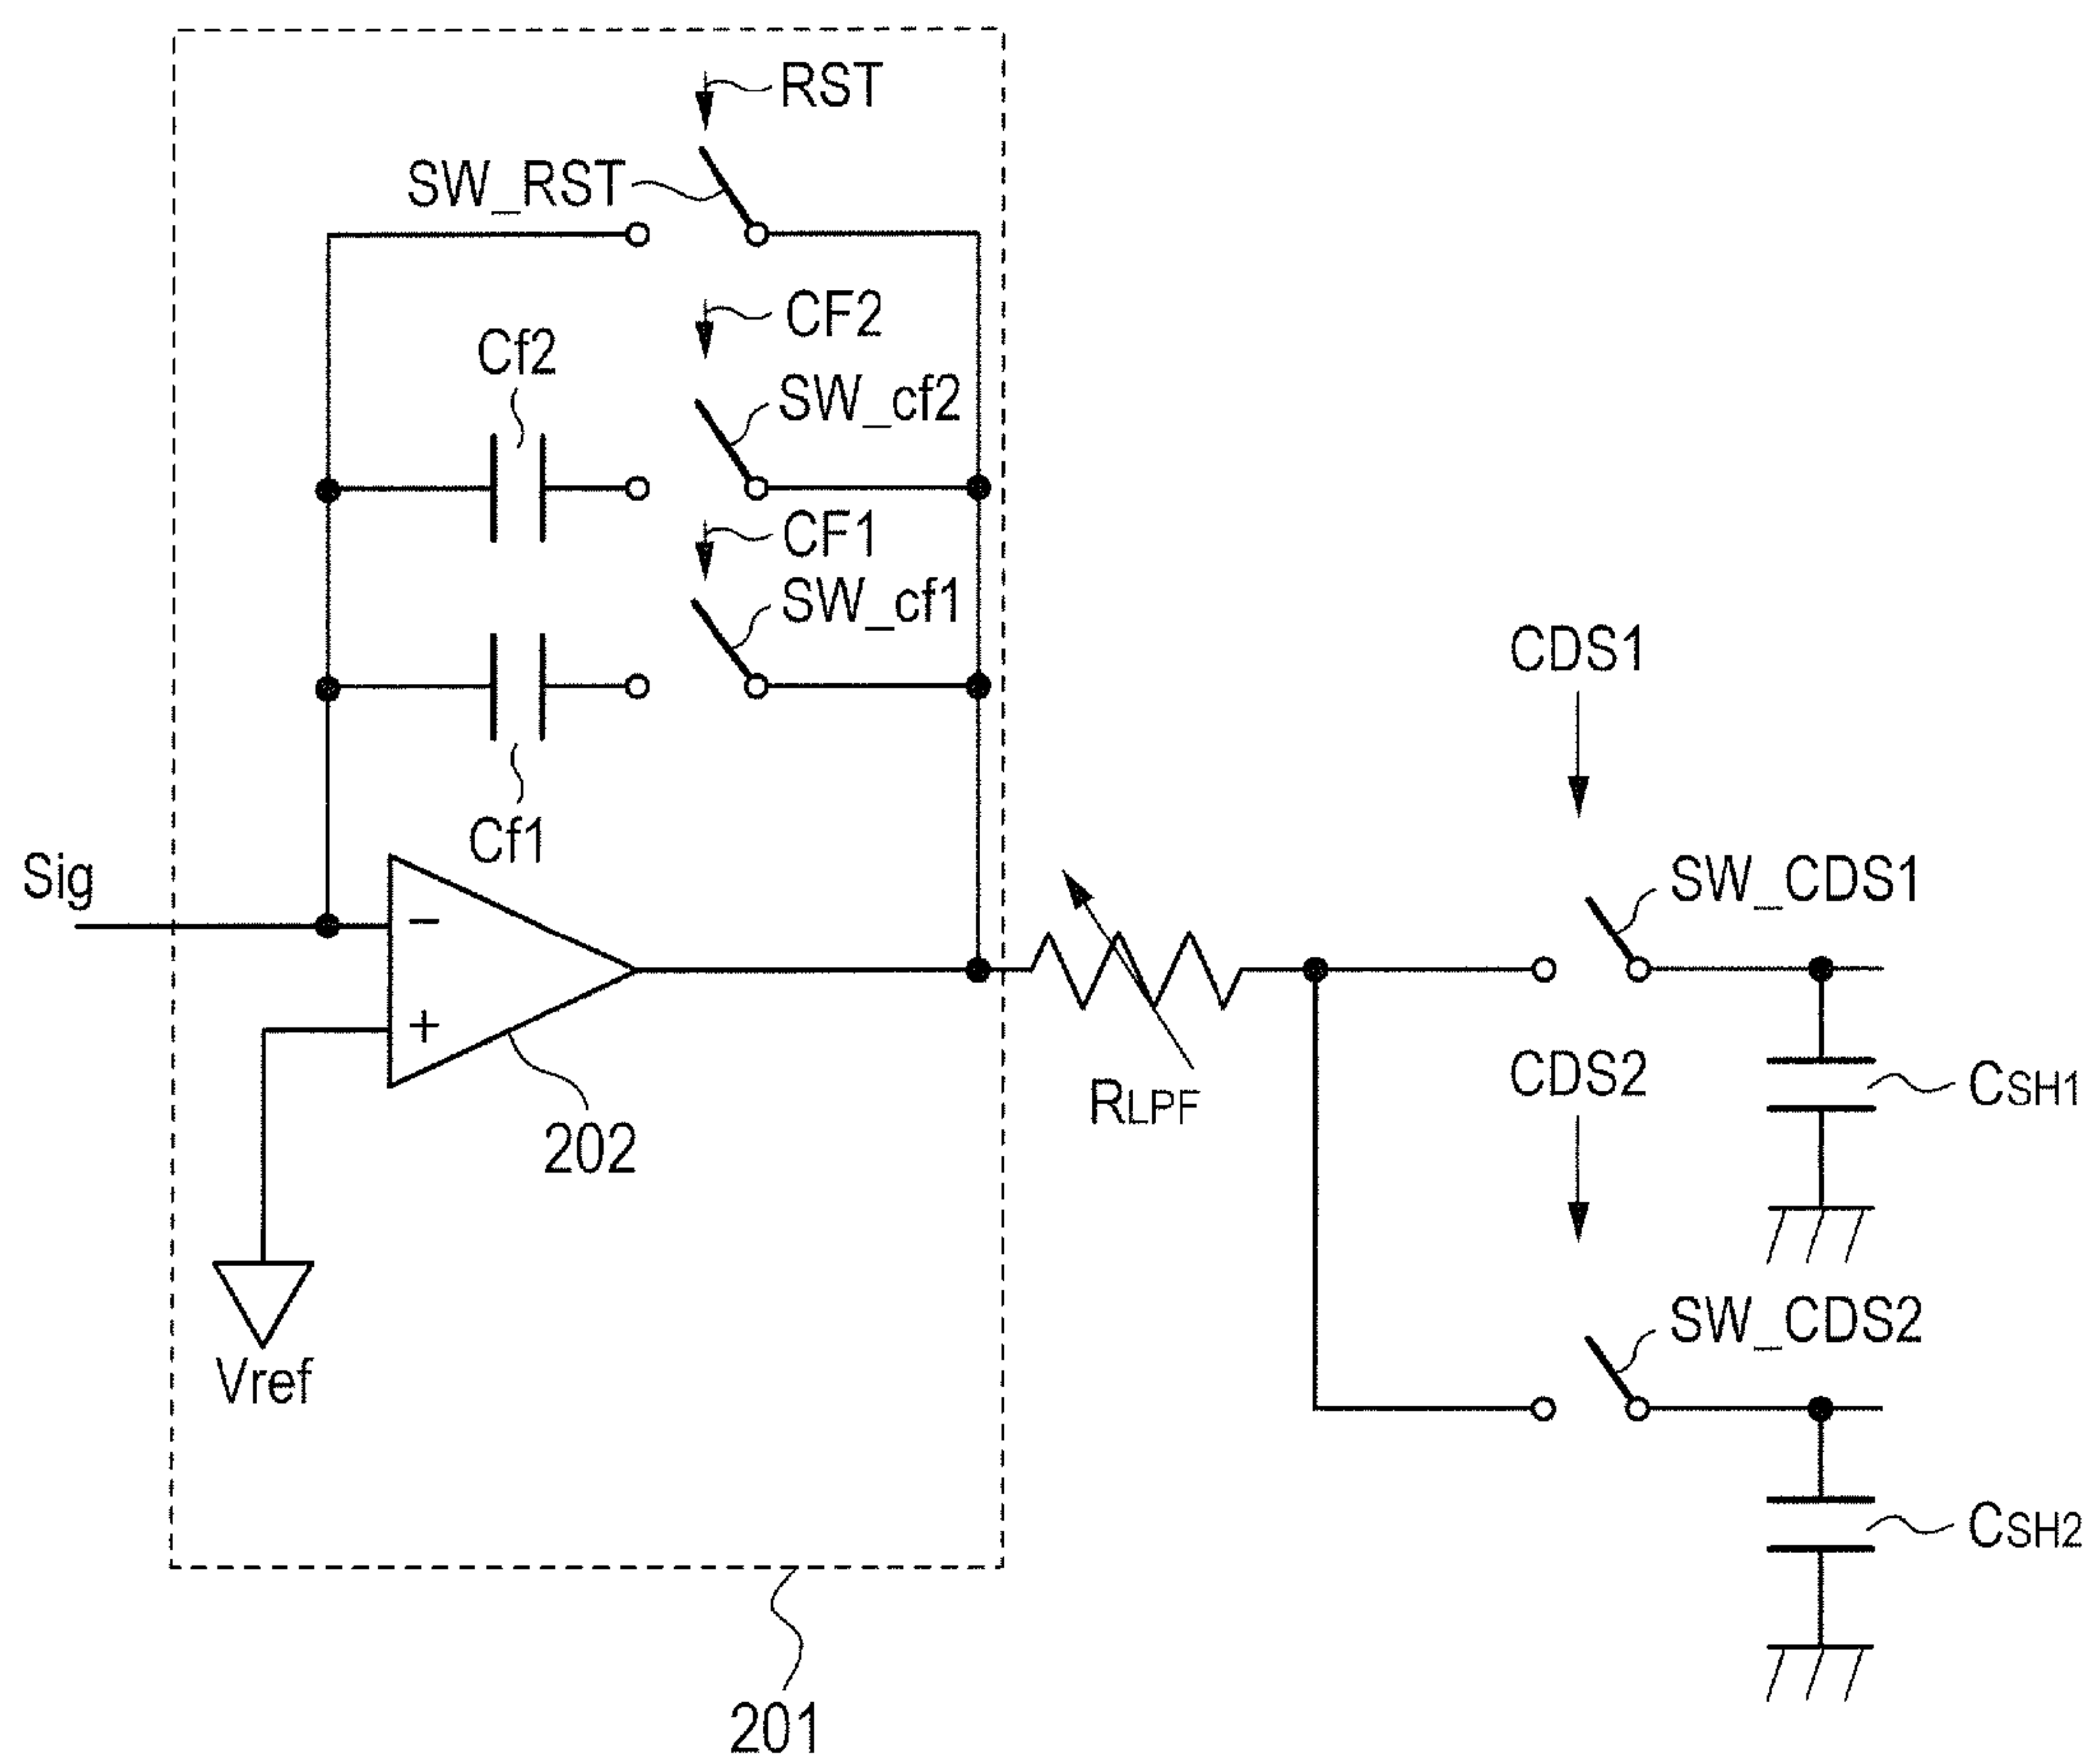 RST
SW_RST
CF2
Cf2
SW_cf2
CF1
SW_cf1
Cf1
CDS1
Sig
SW_CDS1
−
+
RLPF
CDS2
CSH1
202
Vref
SW_CDS2
CSH2
201